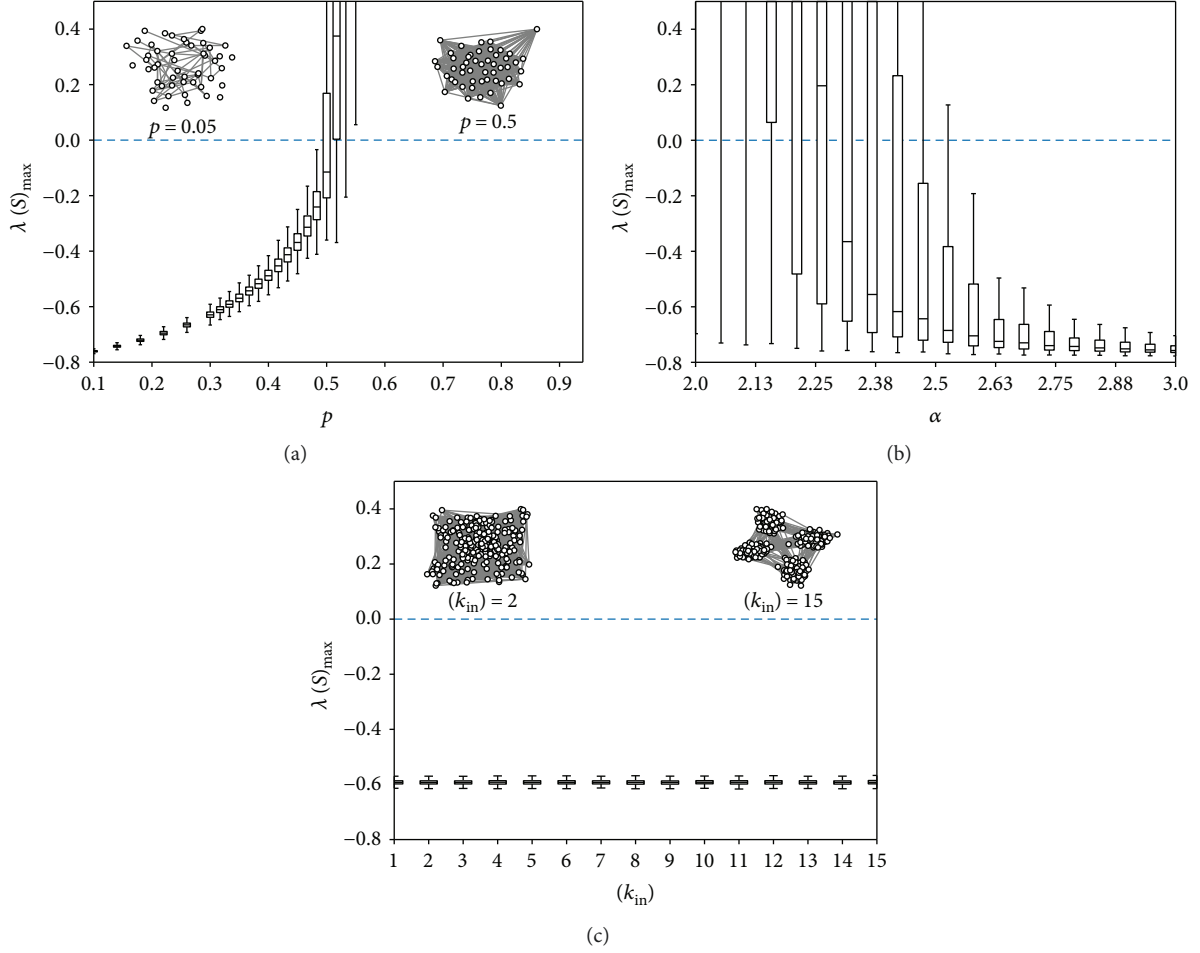 0.4
0.2
0.0
−0.2
−0.4
−0.6
−0.8
λ (S)max
p = 0.05
p = 0.5
0.1 0.2 0.3 0.4 0.5 0.6 0.7 0.8 0.9
p
(a)
0.4
0.2
0.0
−0.2
−0.4
−0.6
−0.8
λ (S)max
2.0 2.13 2.25 2.38 2.5 2.63 2.75 2.88 3.0
α
(b)
0.4
0.2
0.0
−0.2
−0.4
−0.6
−0.8
λ (S)max
(kin) = 2
(kin) = 15
1 2 3 4 5 6 7 8 9 10 11 12 13 14 15
(kin)
(c)